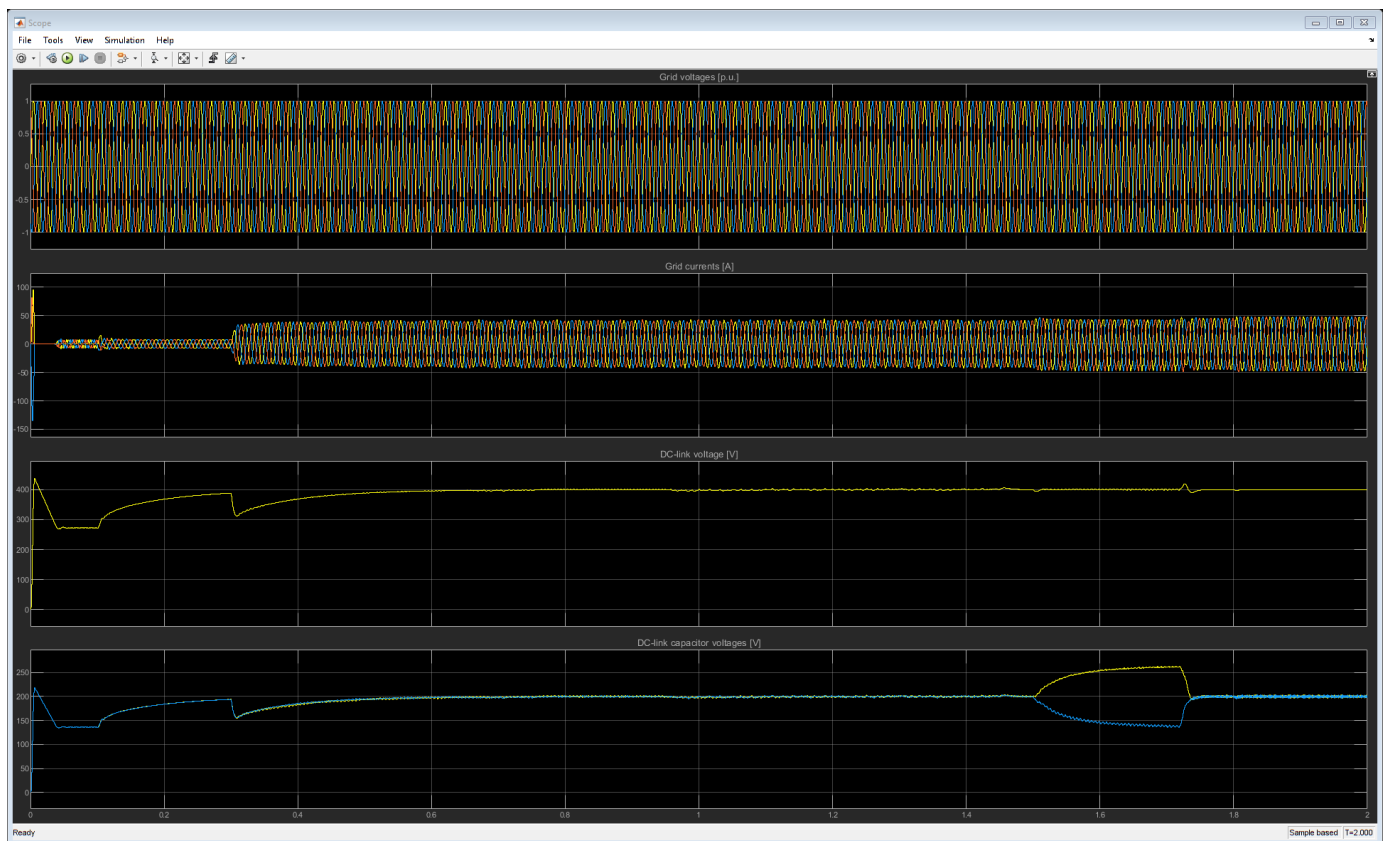 Scope
File Tools View Simulation Help
Grid voltages [p.u.]
1
0.5
0
-0.5
-1
Grid currents [A]
100
50
0
-50
-100
-150
DC-link voltage [V]
400
300
200
100
0
DC-link capacitor voltages [V]
250
200
150
100
50
0
0 0.2 0.4 0.6 0.8 1 1.2 1.4 1.6 1.8 2
Ready Sample based T=2.000